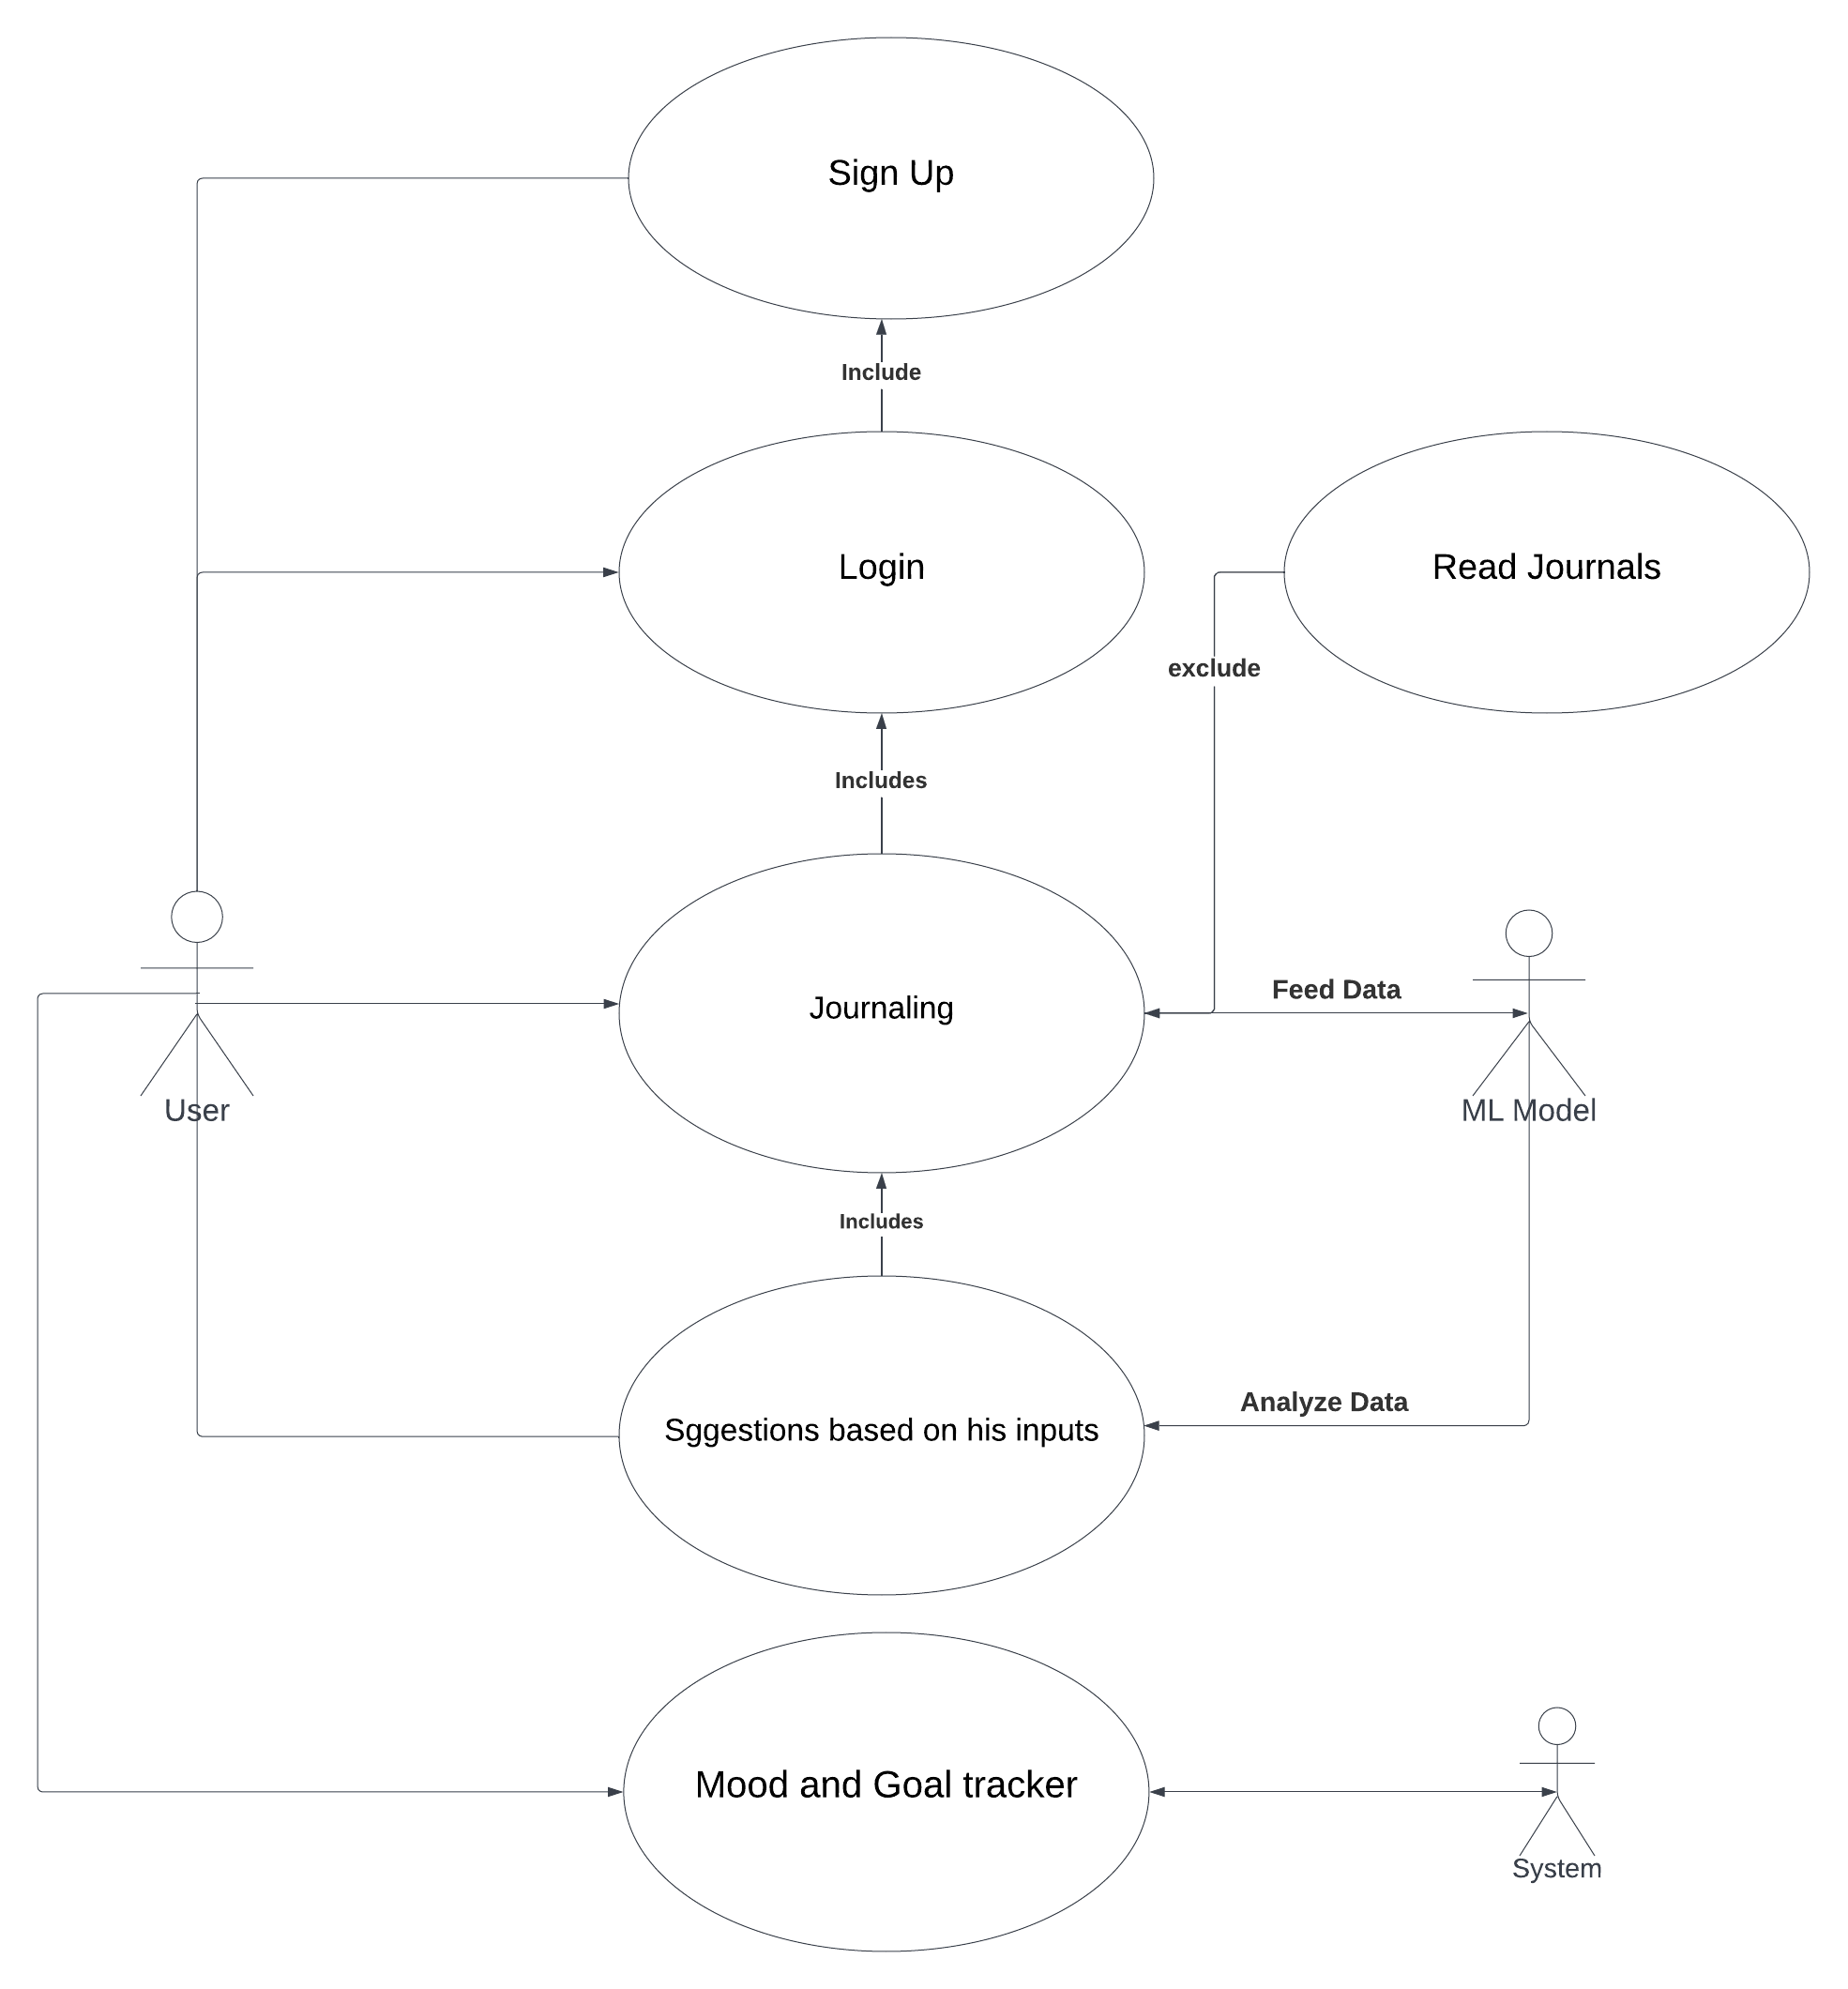 Sign Up
Include
Login
Read Journals
exclude
Includes
Journaling
Feed Data
User
ML Model
Includes
Analyze Data
Sggestions based on his inputs
Mood and Goal tracker
System